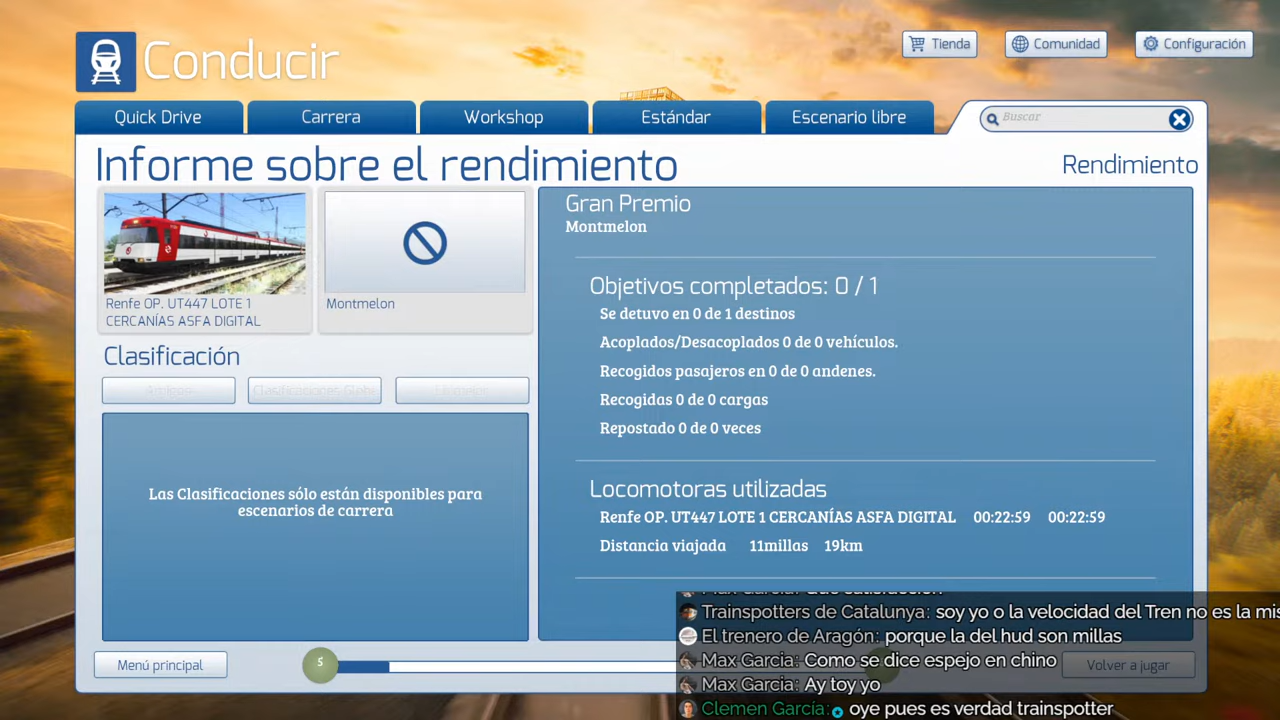 Conducir
Tienda
Comunidad
Configuración
Quick Drive
Carrera
Workshop
Estándar
Escenario libre
Buscar
Informe sobre el rendimiento
Rendimiento
Renfe OP. UT447 LOTE 1
CERCANÍAS ASFA DIGITAL
Montmelon
Clasificación
Amigos
Las Clasificaciones sólo están disponibles para
escenarios de carrera
Gran Premio
Montmelon
Objetivos completados: 0 / 1
Se detuvo en 0 de 1 destinos
Acoplados/Desacoplados 0 de 0 vehículos.
Recogidos pasajeros en 0 de 0 andenes.
Recogidas 0 de 0 cargas
Repostado 0 de 0 veces
Locomotoras utilizadas
Renfe OP. UT447 LOTE 1 CERCANÍAS ASFA DIGITAL 00:22:59 00:22:59
Distancia viajada 11millas 19km
Trainspotters de Catalunya: soy yo o la velocidad del Tren no es la mis
El trenero de Aragón: porque la del hud son millas
Max Garcia: Como se dice espejo en chino
Max Garcia: Ay toy yo
Clemen García: oye pues es verdad trainspotter
Menú principal
5
Volver a jugar